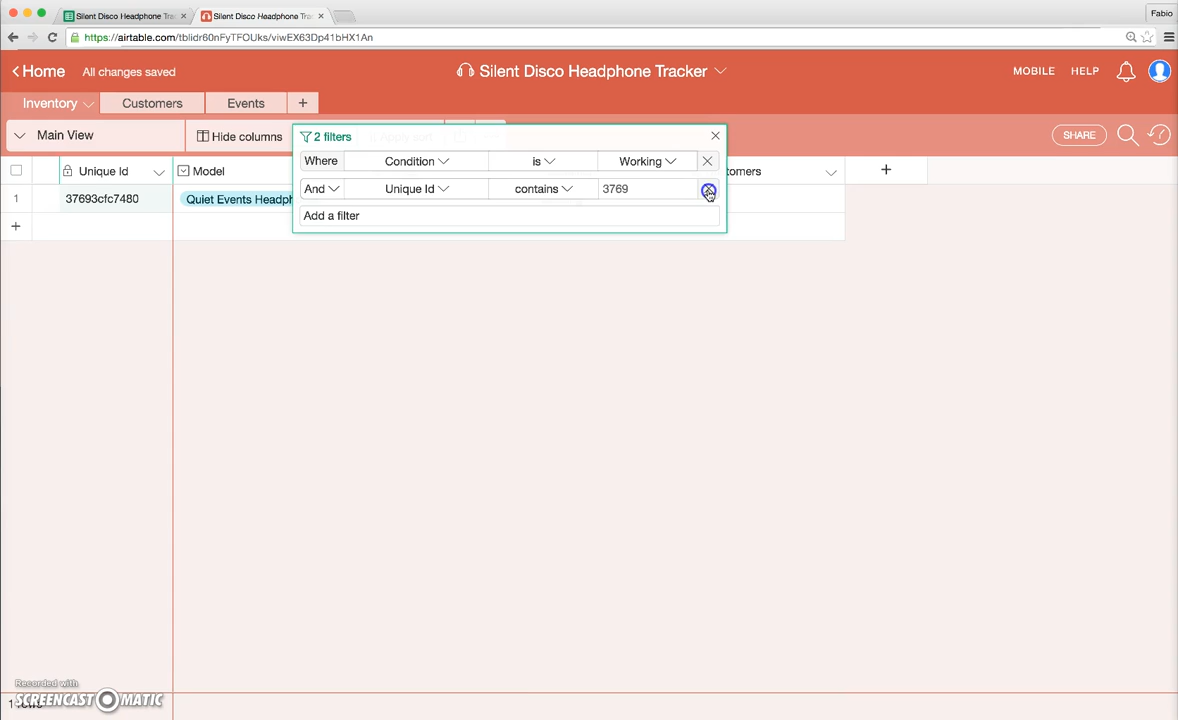 Silent Disco Headphone Tra
Silent Disco Headphone Tra
Fabio
https://airtable.com/tblidr60nFyTFOUks/viwEX63Dp41bHX1An
Home
All changes saved
Silent Disco Headphone Tracker
MOBILE
HELP
Inventory
Customers
Events
+
Main View
Hide columns
2 filters
SHARE
Where
Condition
is
Working
And
Unique Id
contains
3769
Add a filter
Unique Id
Model
tomers
+
1
37693cfc7480
Quiet Events Headph
+
Recorded with
SCREENCAST-O-MATIC
1 rows